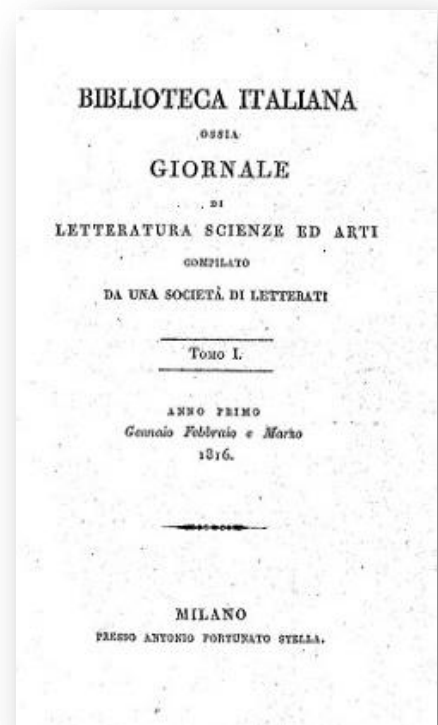 BIBLIOTECA ITALIANA
OSSIA
GIORNALE
DI
LETTERATURA SCIENZE ED ARTI
COMPILATO
DA UNA SOCIETÀ DI LETTERATI
TOMO I.
ANNO PRIMO
Gennaio Febbraio e Marzo
1816.
MILANO
PRESSO ANTONIO FORTUNATO STELLA.